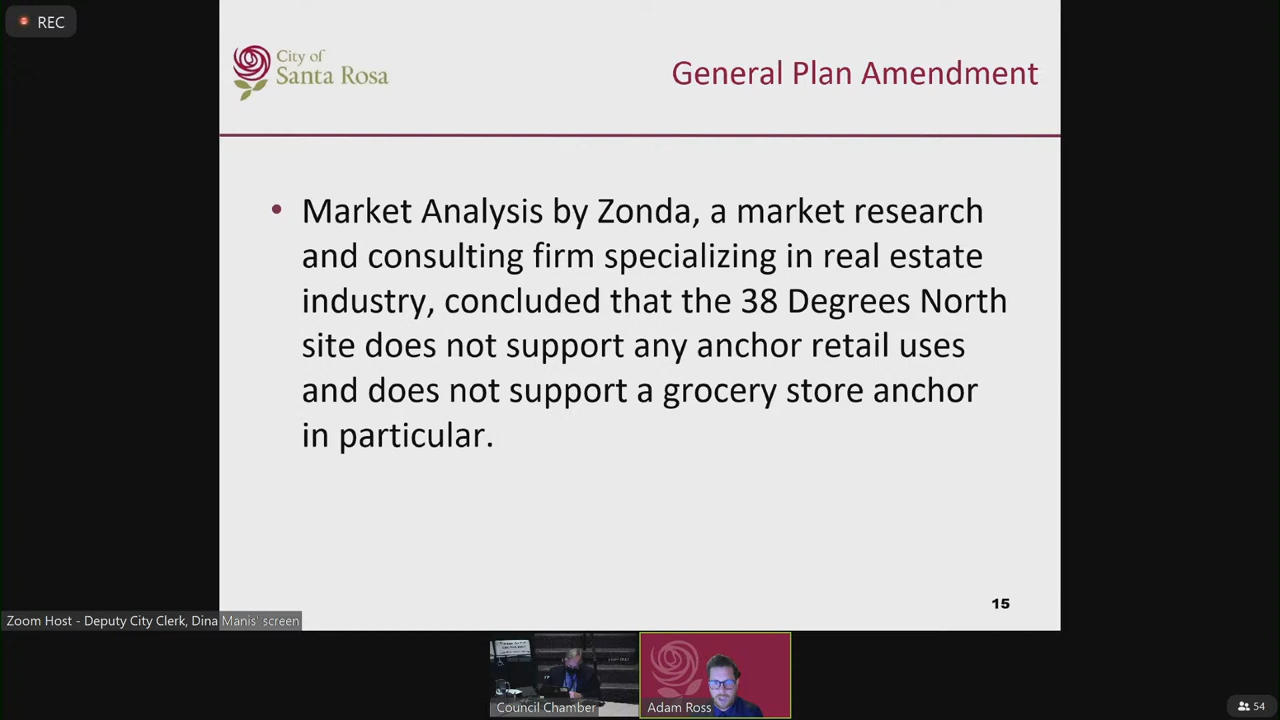 REC
City of
Santa Rosa
General Plan Amendment
• Market Analysis by Zonda, a market research
and consulting firm specializing in real estate
industry, concluded that the 38 Degrees North
site does not support any anchor retail uses
and does not support a grocery store anchor
in particular.
15
Zoom Host - Deputy City Clerk, Dina Manis' screen
Council Chamber
Adam Ross
54